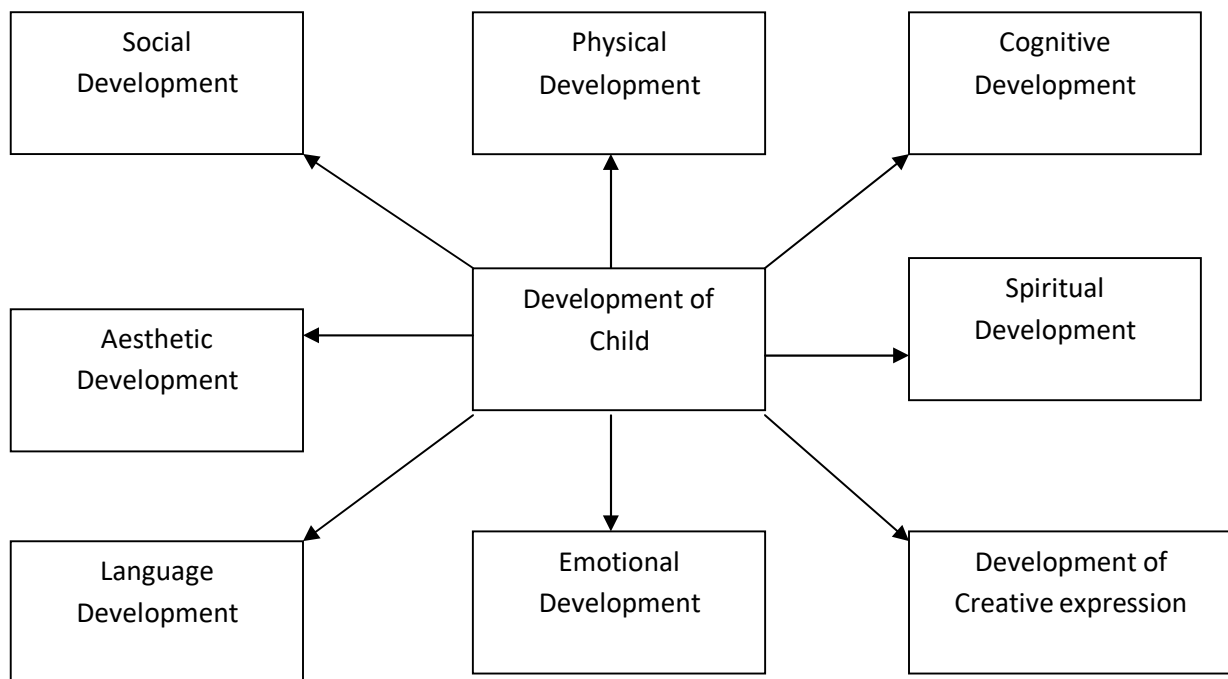 Social
Development
Physical
Development
Cognitive
Development
Aesthetic
Development
Development of
Child
Spiritual
Development
Language
Development
Emotional
Development
Development of
Creative expression